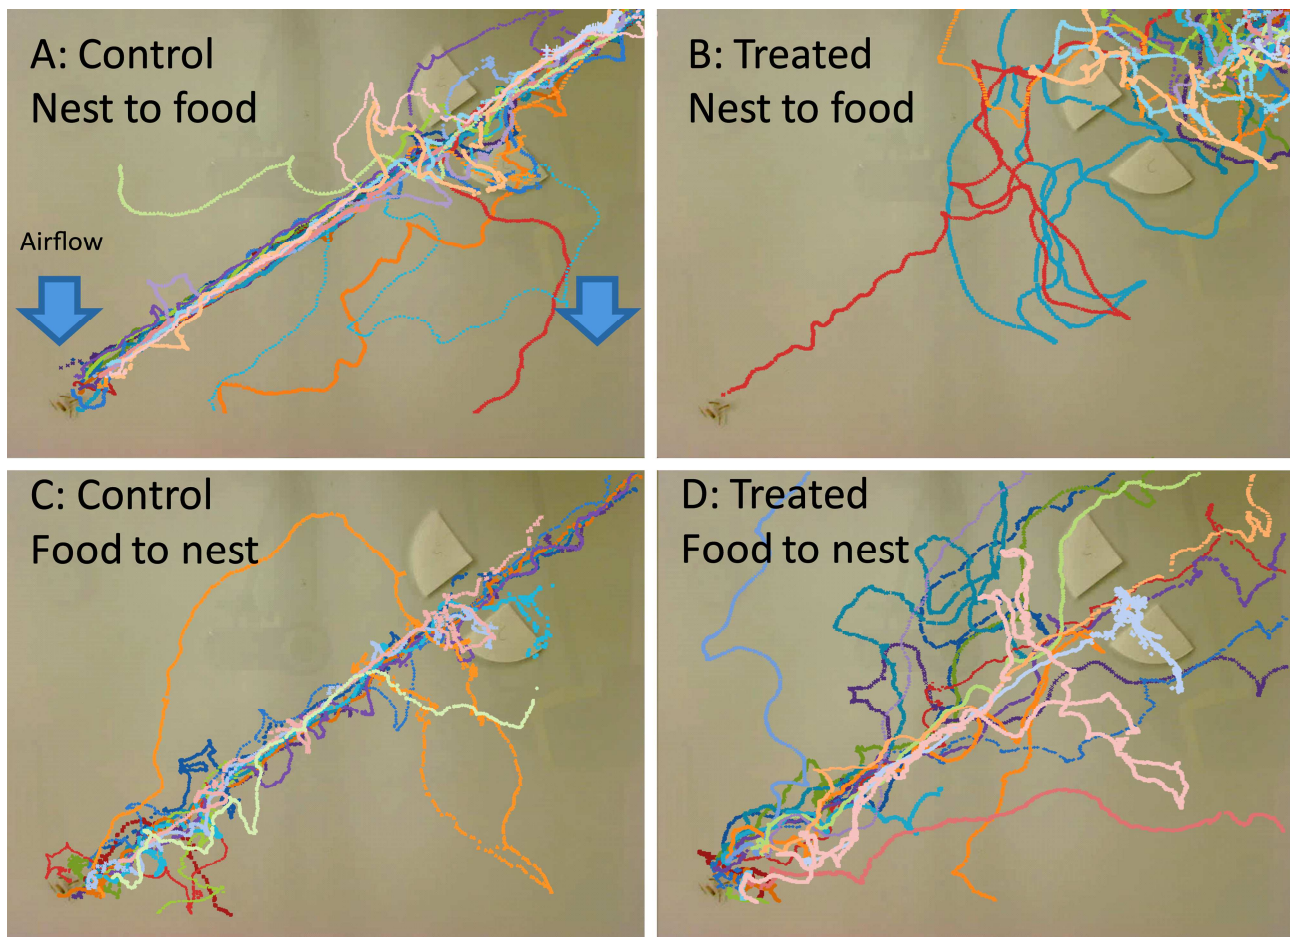 A: Control
Nest to food
Airflow
B: Treated
Nest to food
C: Control
Food to nest
D: Treated
Food to nest